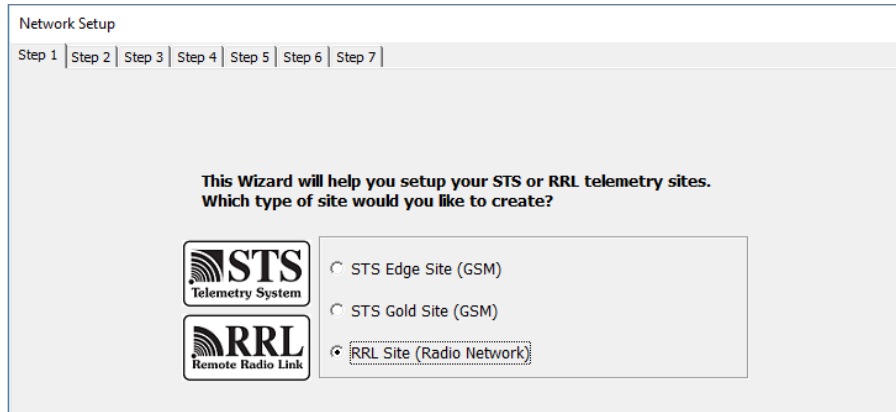 Network Setup
Step 1 Step 2 Step 3 Step 4 Step 5 Step 6 Step 7
This Wizard will help you setup your STS or RRL telemetry sites.
Which type of site would you like to create?
STS
Telemetry System
RRL
Remote Radio Link
STS Edge Site (GSM)
STS Gold Site (GSM)
RRL Site (Radio Network)